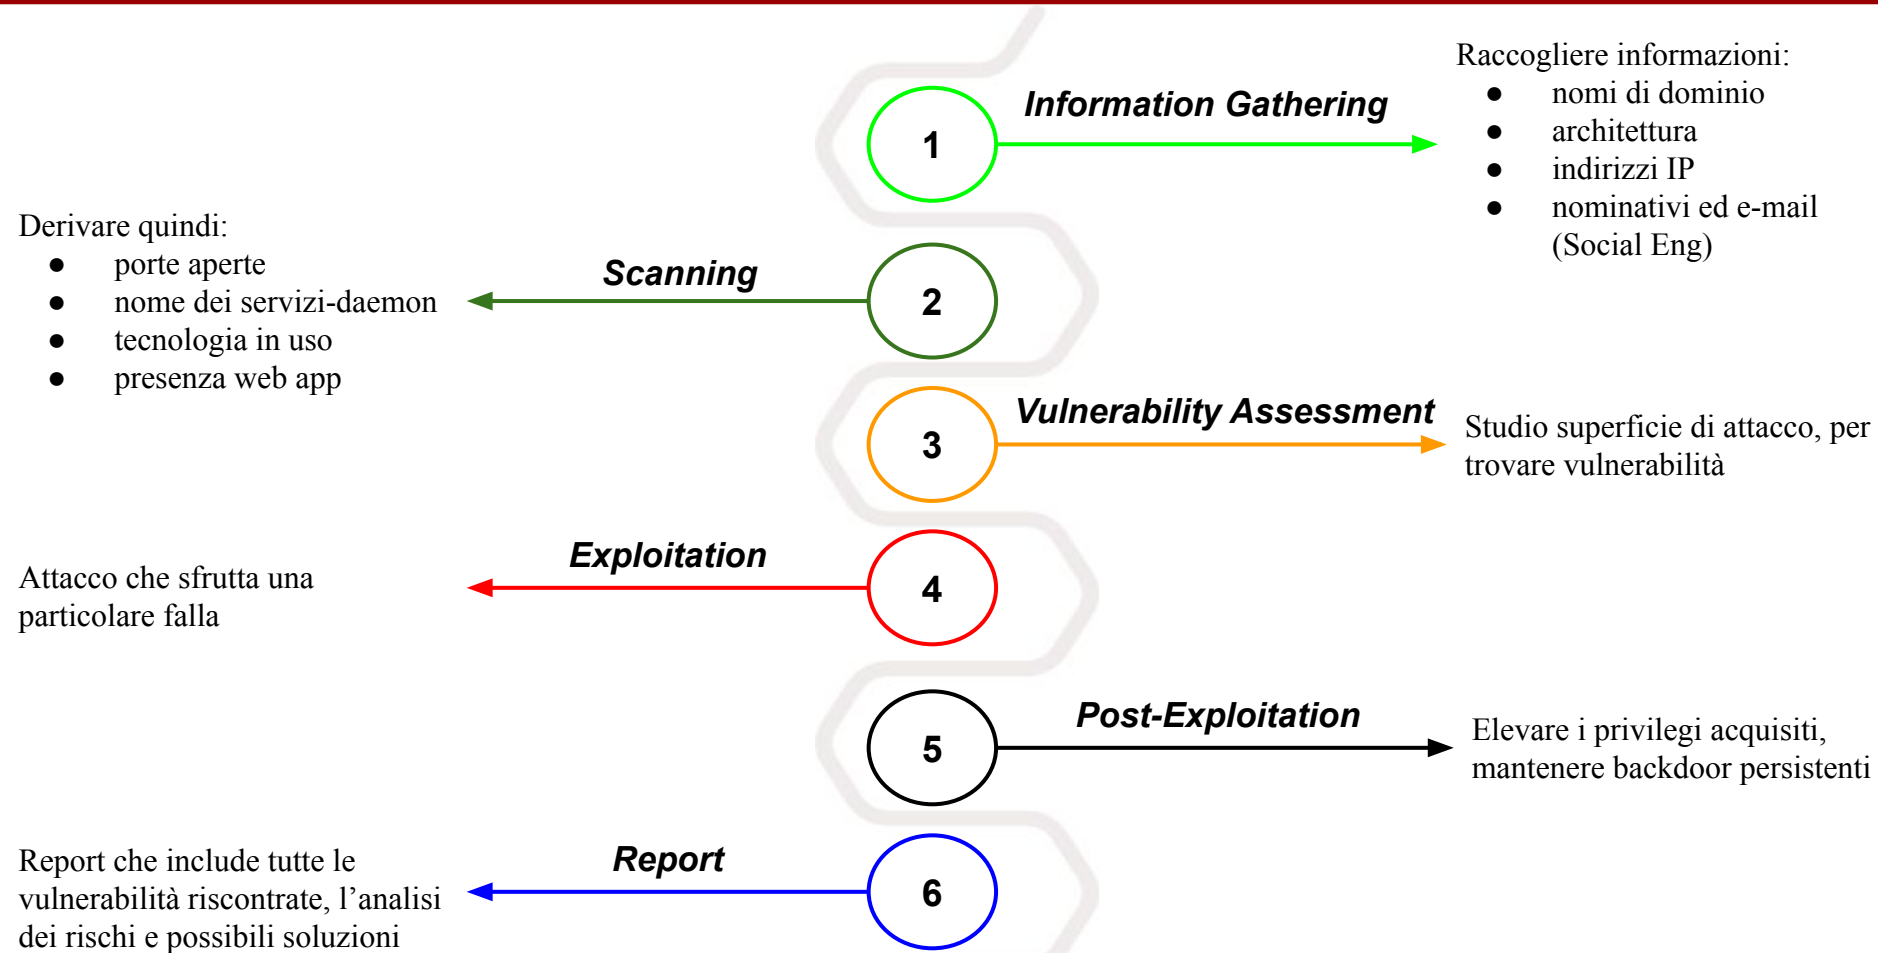 1
Information Gathering
Raccogliere informazioni:
● nomi di dominio
● architettura
● indirizzi IP
● nominativi ed e-mail
(Social Eng)
2
Scanning
Derivare quindi:
● porte aperte
● nome dei servizi-daemon
● tecnologia in uso
● presenza web app
3
Vulnerability Assessment
Studio superficie di attacco, per
trovare vulnerabilità
4
Exploitation
Attacco che sfrutta una
particolare falla
5
Post-Exploitation
Elevare i privilegi acquisiti,
mantenere backdoor persistenti
6
Report
Report che include tutte le
vulnerabilità riscontrate, l’analisi
dei rischi e possibili soluzioni